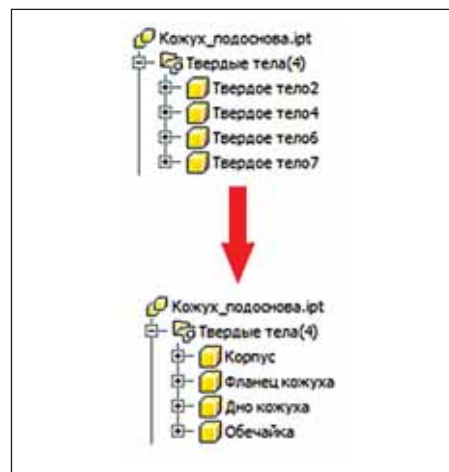 Кожух_подоснова.ipt
Твердые тела(4)
Твердое тело2
Твердое тело4
Твердое тело6
Твердое тело7
Кожух_подоснова.ipt
Твердые тела(4)
Корпус
Фланец кожуха
Дно кожуха
Обечайка